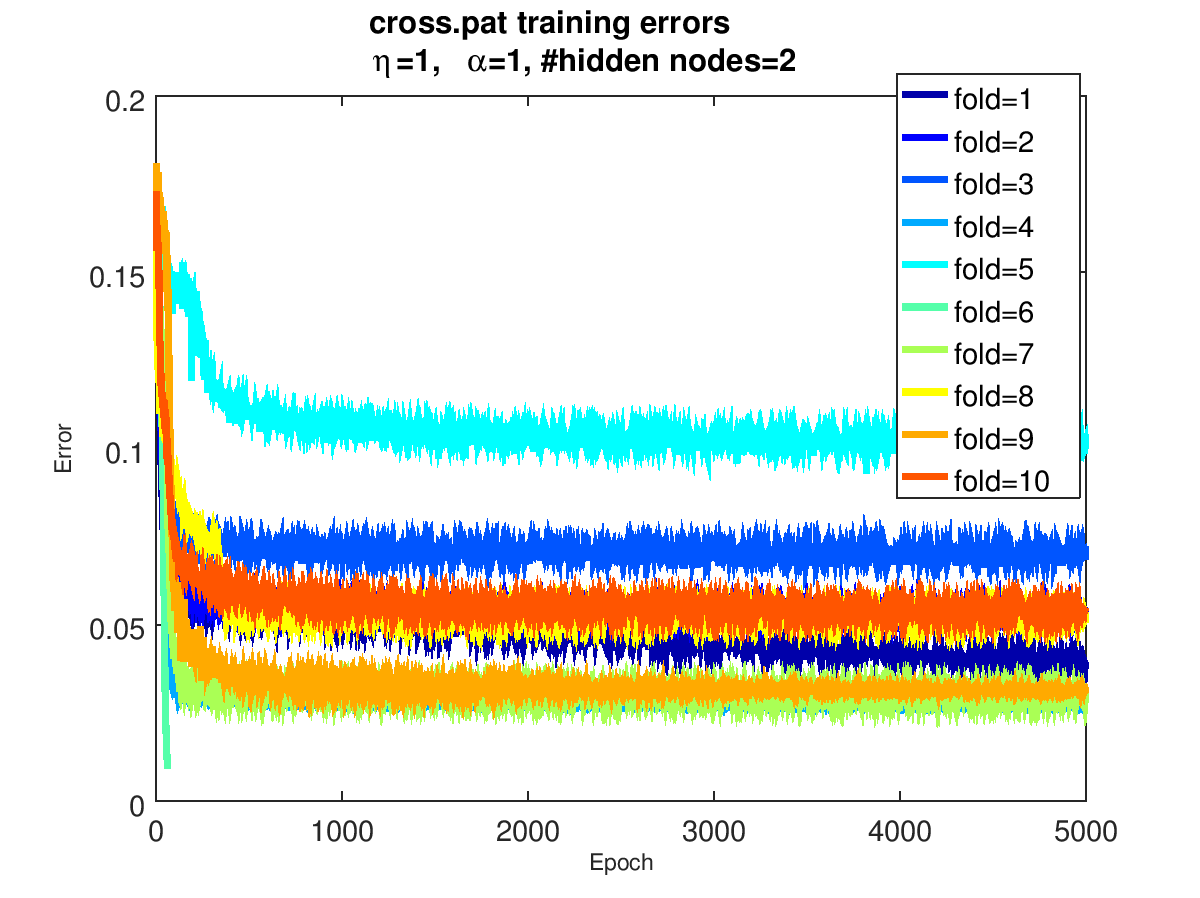 cross.pat training errors
η =1, α=1, #hidden nodes=2
0.2
0.15
0.1
0.05
0
Error
0 1000 2000 3000 4000 5000
Epoch
fold=1
fold=2
fold=3
fold=4
fold=5
fold=6
fold=7
fold=8
fold=9
fold=10